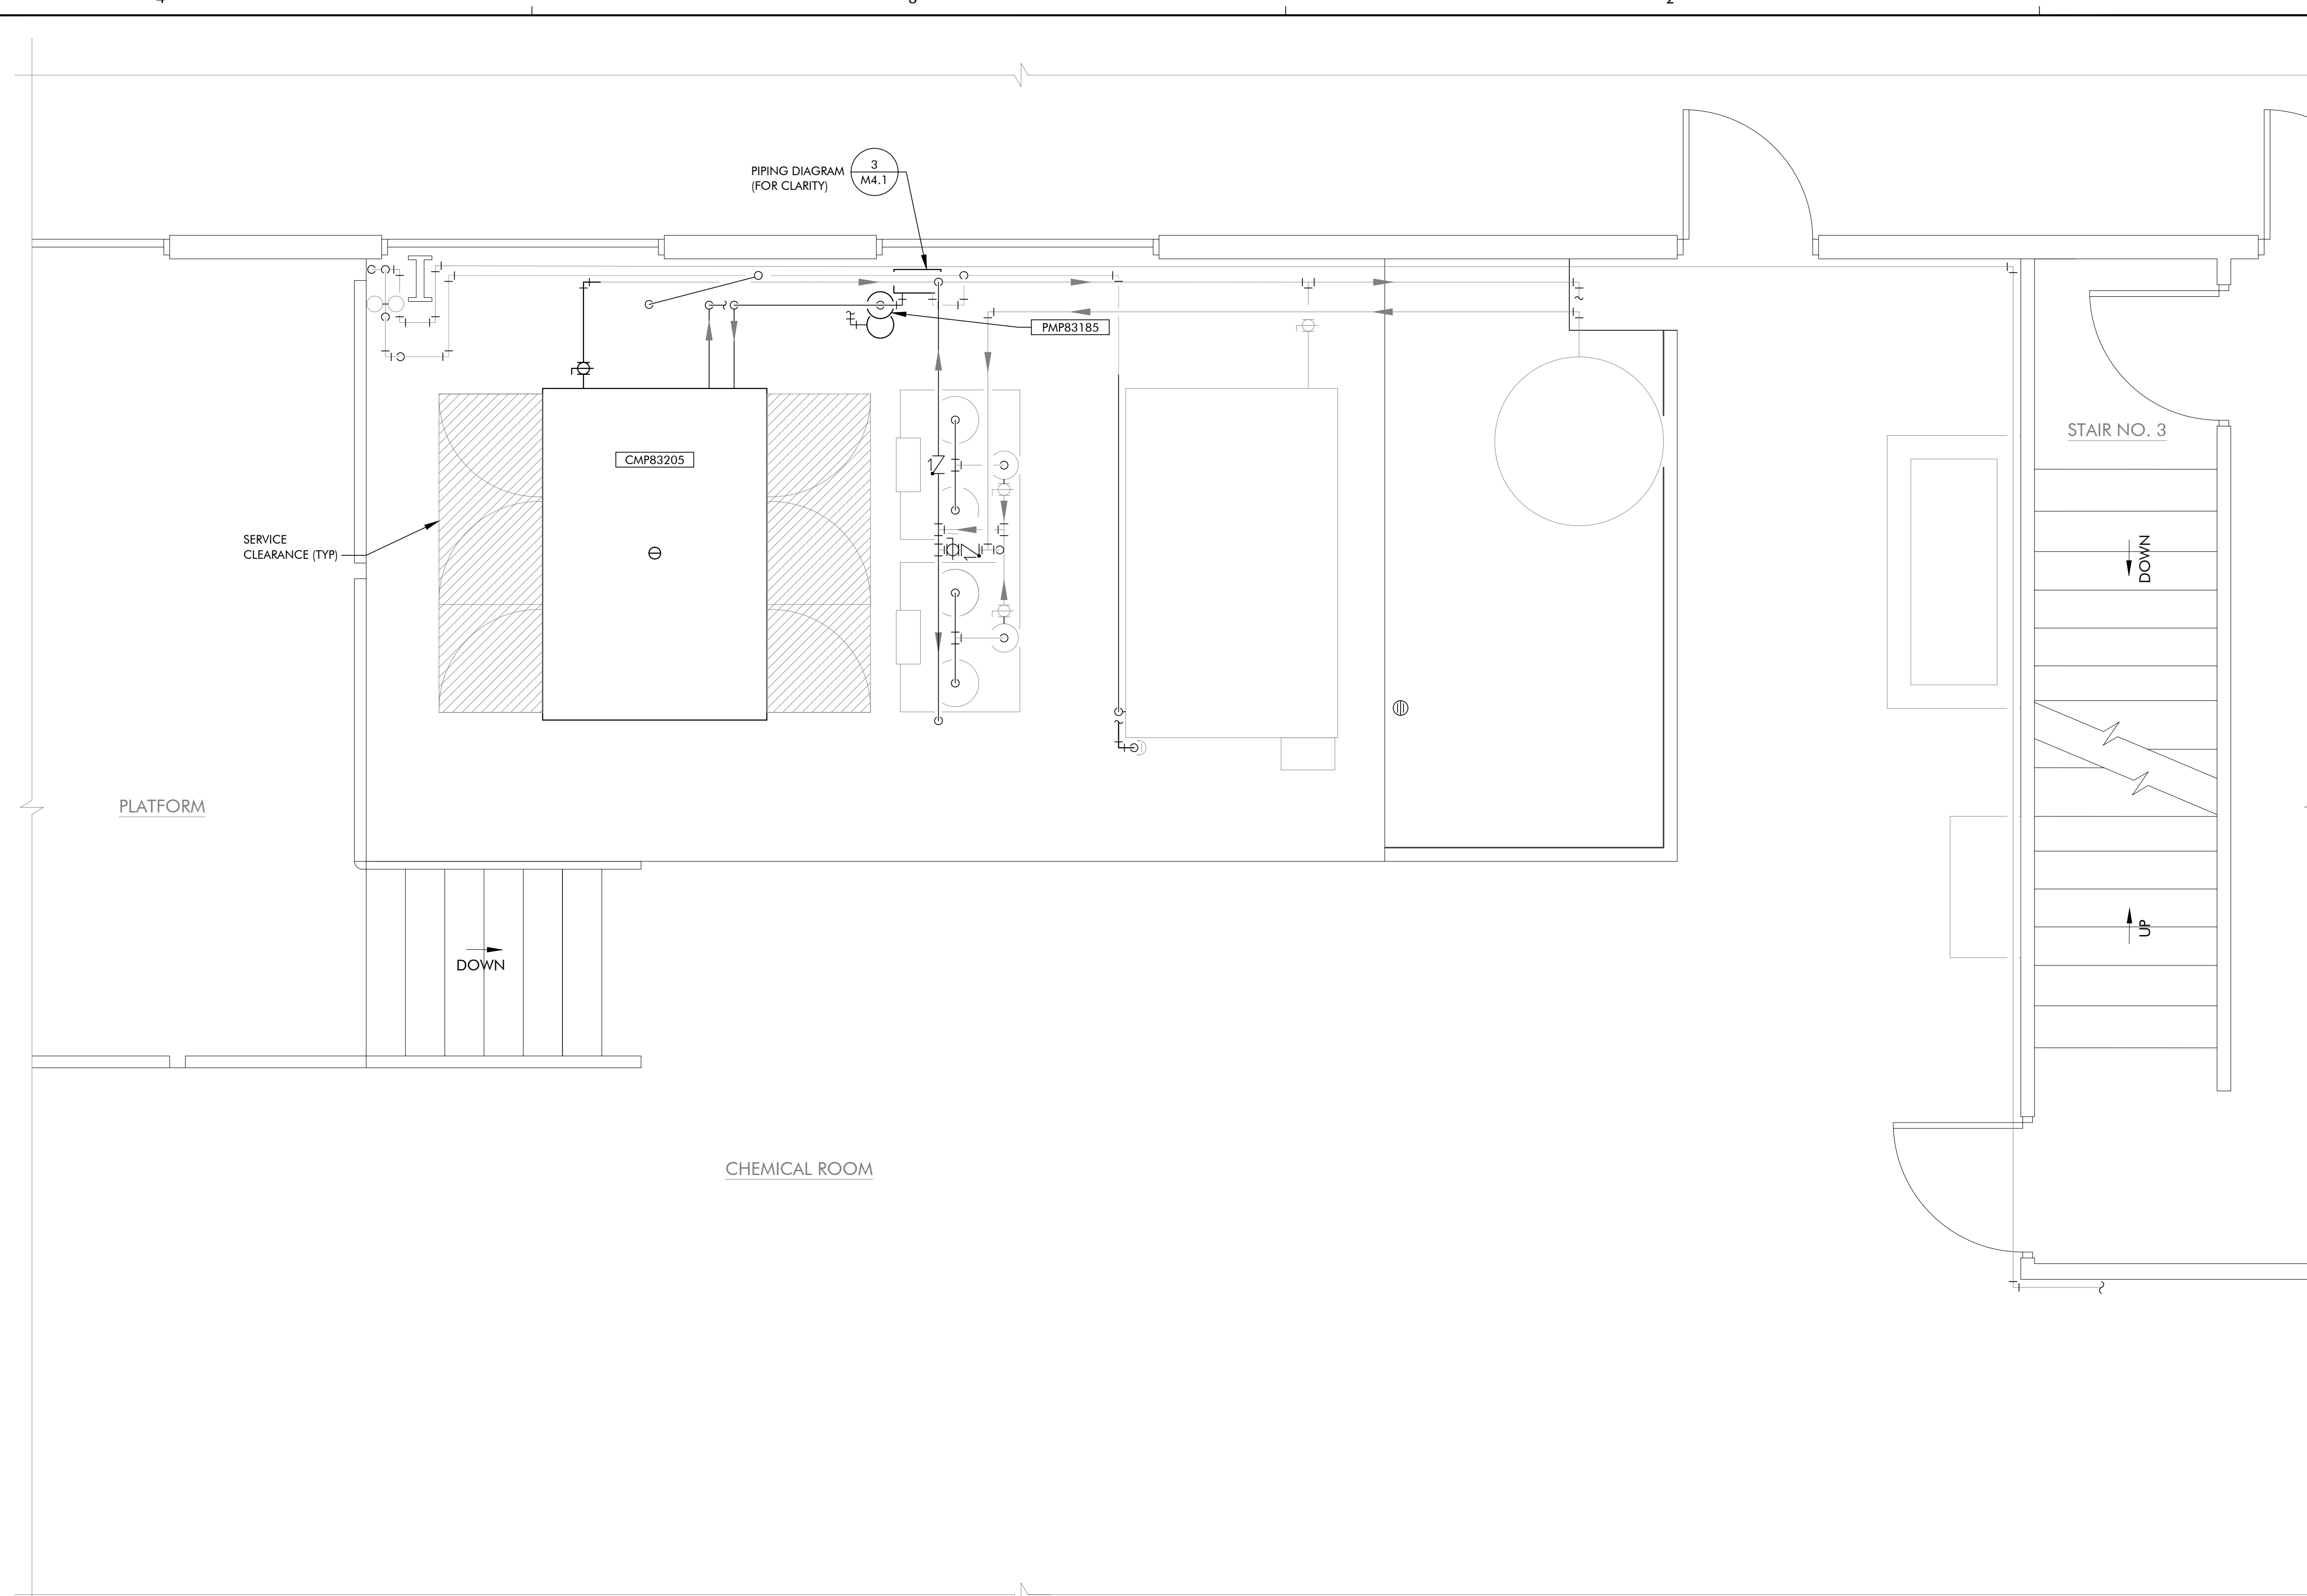 3
PIPING DIAGRAM
(FOR CLARITY)
M4.1
PMP83185
STAIR NO. 3
CMP83205
SERVICE
CLEARANCE (TYP)
DOWN
PLATFORM
UP
DOWN
CHEMICAL ROOM